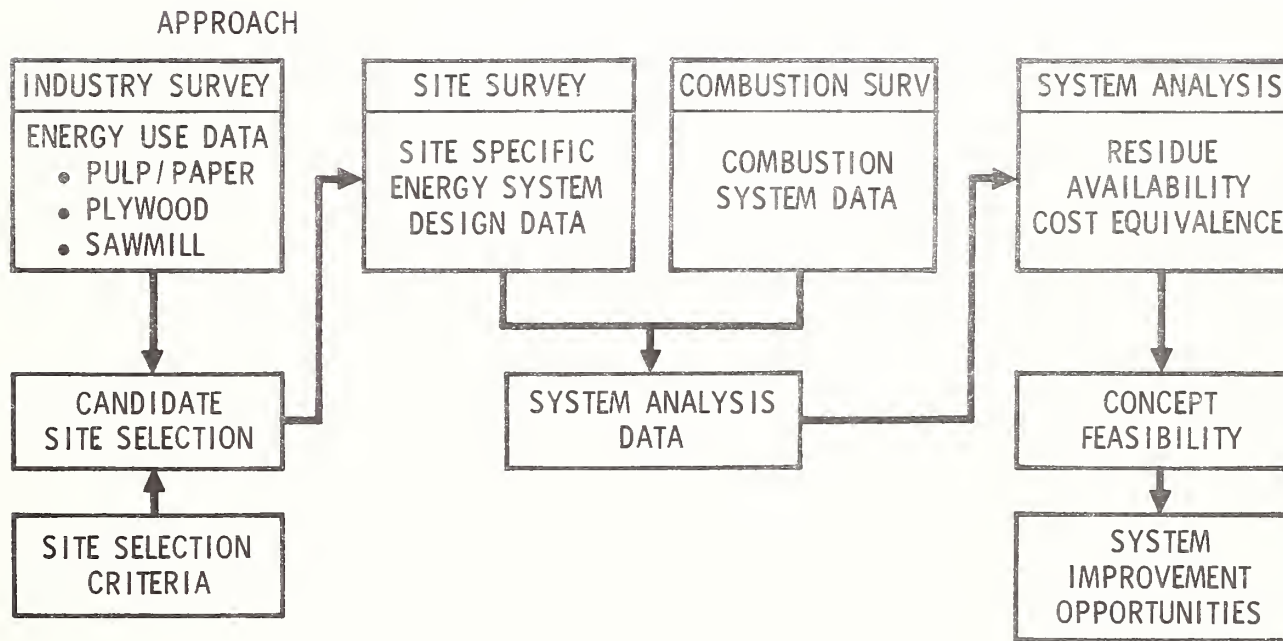 APPROACH
INDUSTRY SURVEY
ENERGY USE DATA
• PULP/PAPER
• PLYWOOD
• SAWMILL
CANDIDATE
SITE SELECTION
SITE SELECTION
CRITERIA
SITE SURVEY
SITE SPECIFIC
ENERGY SYSTEM
DESIGN DATA
COMBUSTION SURV
COMBUSTION
SYSTEM DATA
SYSTEM ANALYSIS
DATA
SYSTEM ANALYSIS
RESIDUE
AVAILABILITY
COST EQUIVALENCE
CONCEPT
FEASIBILITY
SYSTEM
IMPROVEMENT
OPPORTUNITIES